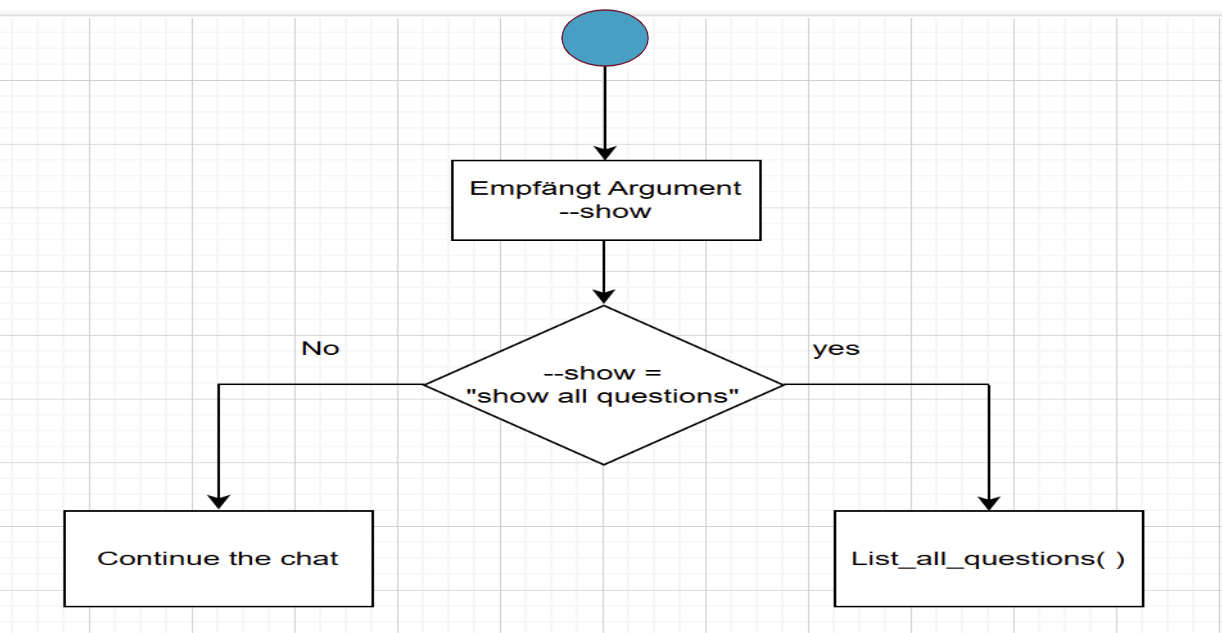 Empfängt Argument
--show
No
yes
--show =
"show all questions"
Continue the chat
List_all_questions( )